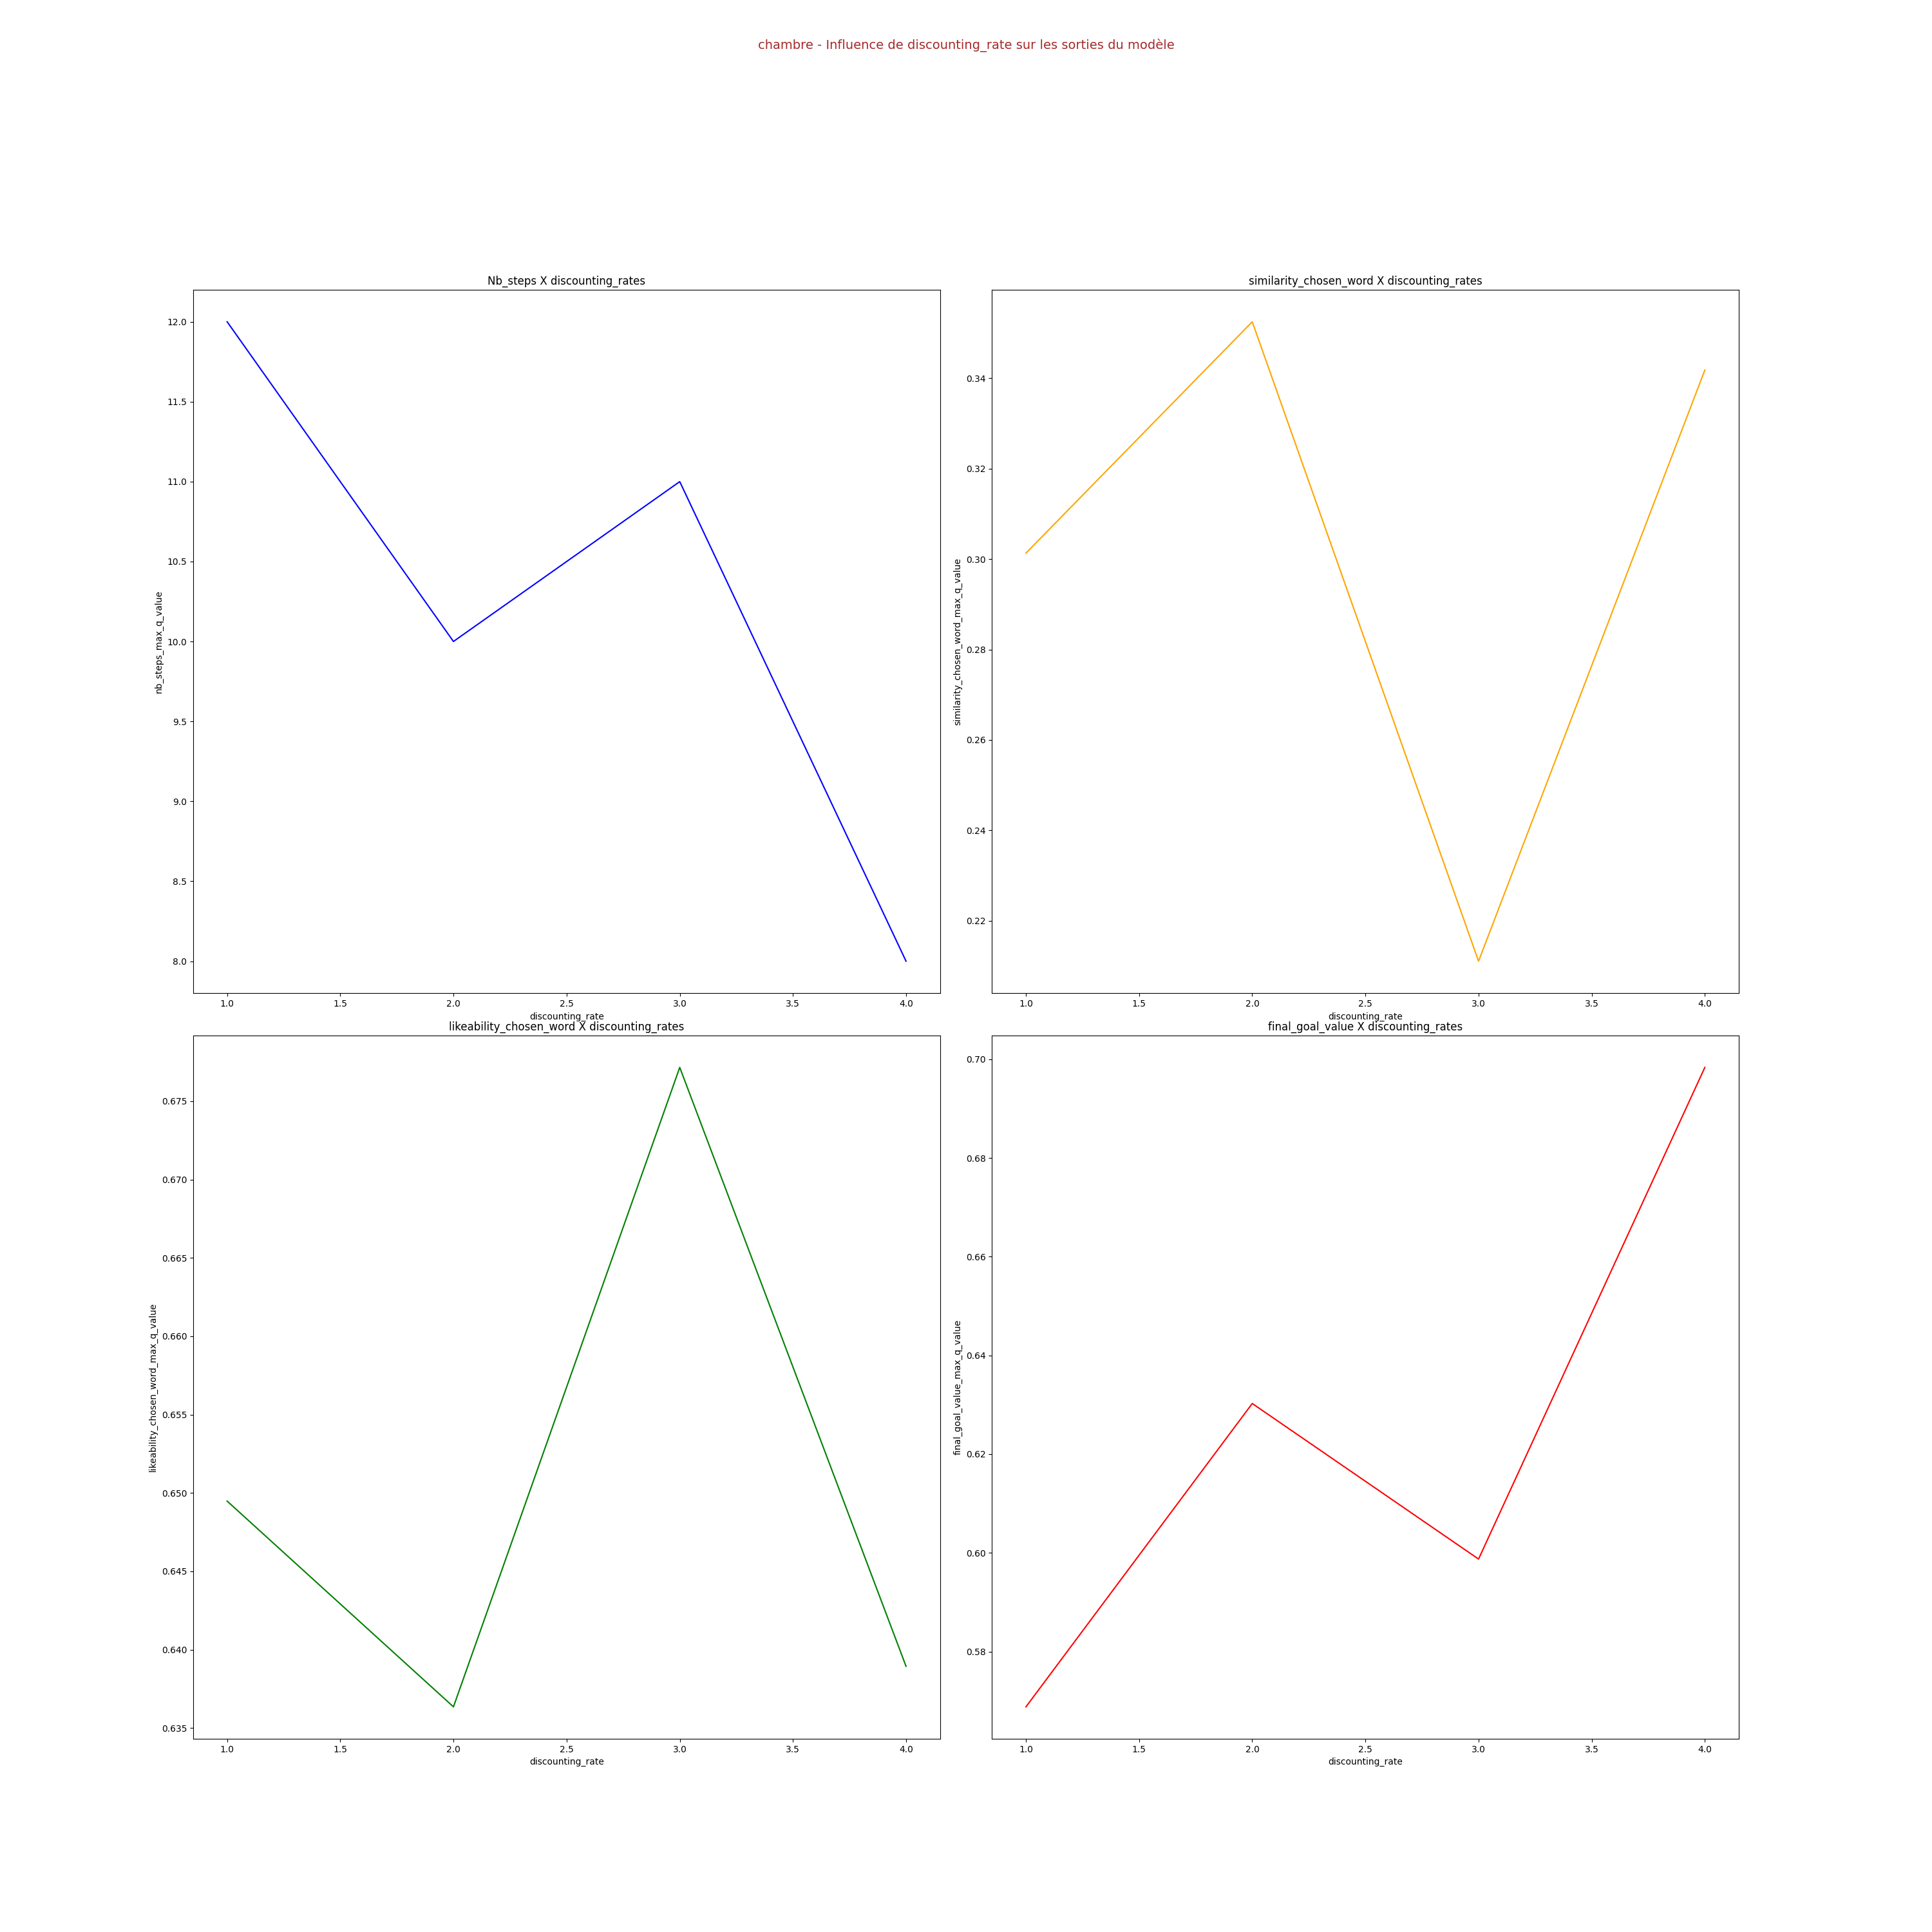 chambre - Influence de discounting_rate sur les sorties du modèle
Nb_steps X discounting_rates
nb_steps_max_q_value
12.0
11.5
11.0
10.5
10.0
9.5
9.0
8.5
8.0
1.0 1.5 2.0 2.5 3.0 3.5 4.0
discounting_rate
similarity_chosen_word X discounting_rates
similarity_chosen_word_max_q_value
0.34
0.32
0.30
0.28
0.26
0.24
0.22
1.0 1.5 2.0 2.5 3.0 3.5 4.0
discounting_rate
likeability_chosen_word X discounting_rates
likeability_chosen_word_max_q_value
0.675
0.670
0.665
0.660
0.655
0.650
0.645
0.640
0.635
1.0 1.5 2.0 2.5 3.0 3.5 4.0
discounting_rate
final_goal_value X discounting_rates
final_goal_value_max_q_value
0.70
0.68
0.66
0.64
0.62
0.60
0.58
1.0 1.5 2.0 2.5 3.0 3.5 4.0
discounting_rate